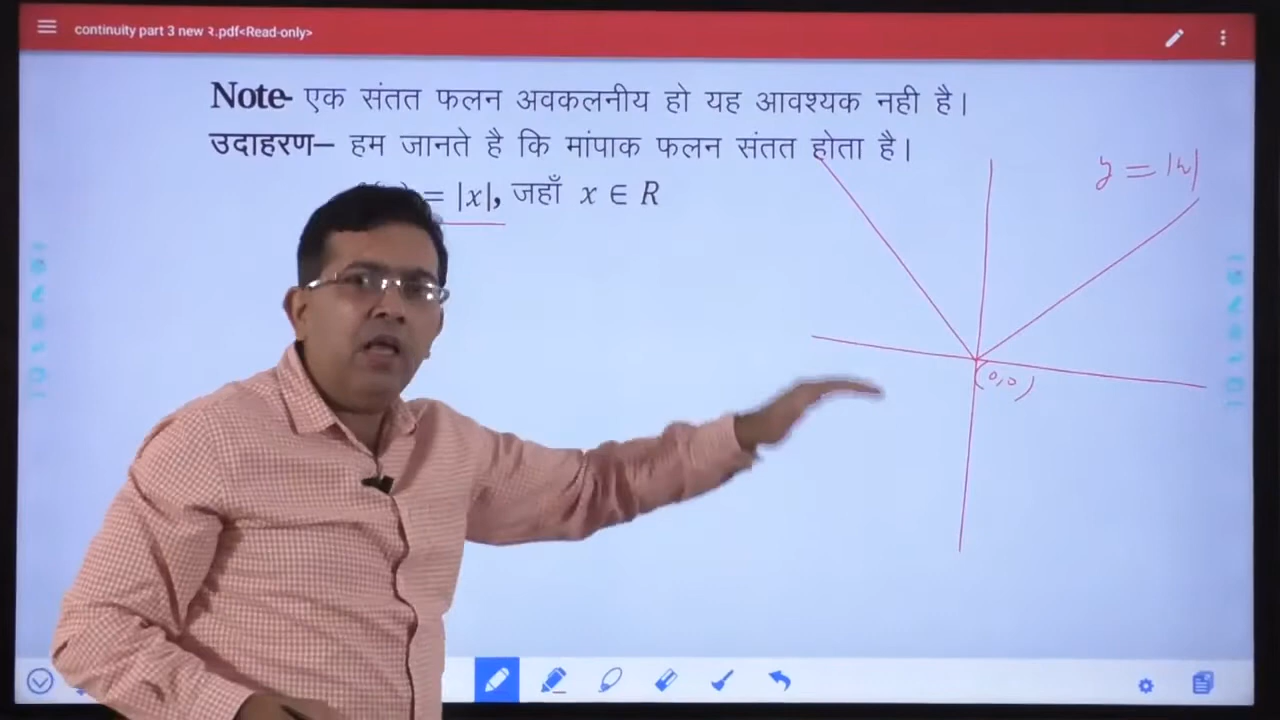 continuity part 3 new २.pdf<Read-only>
Note- एक संतत फलन अवकलनीय हो यह आवश्यक नही है।
उदाहरण– हम जानते है कि मांपाक फलन संतत होता है।
= |x|, जहाँ x ∈ R
y = |x|
(0,0)